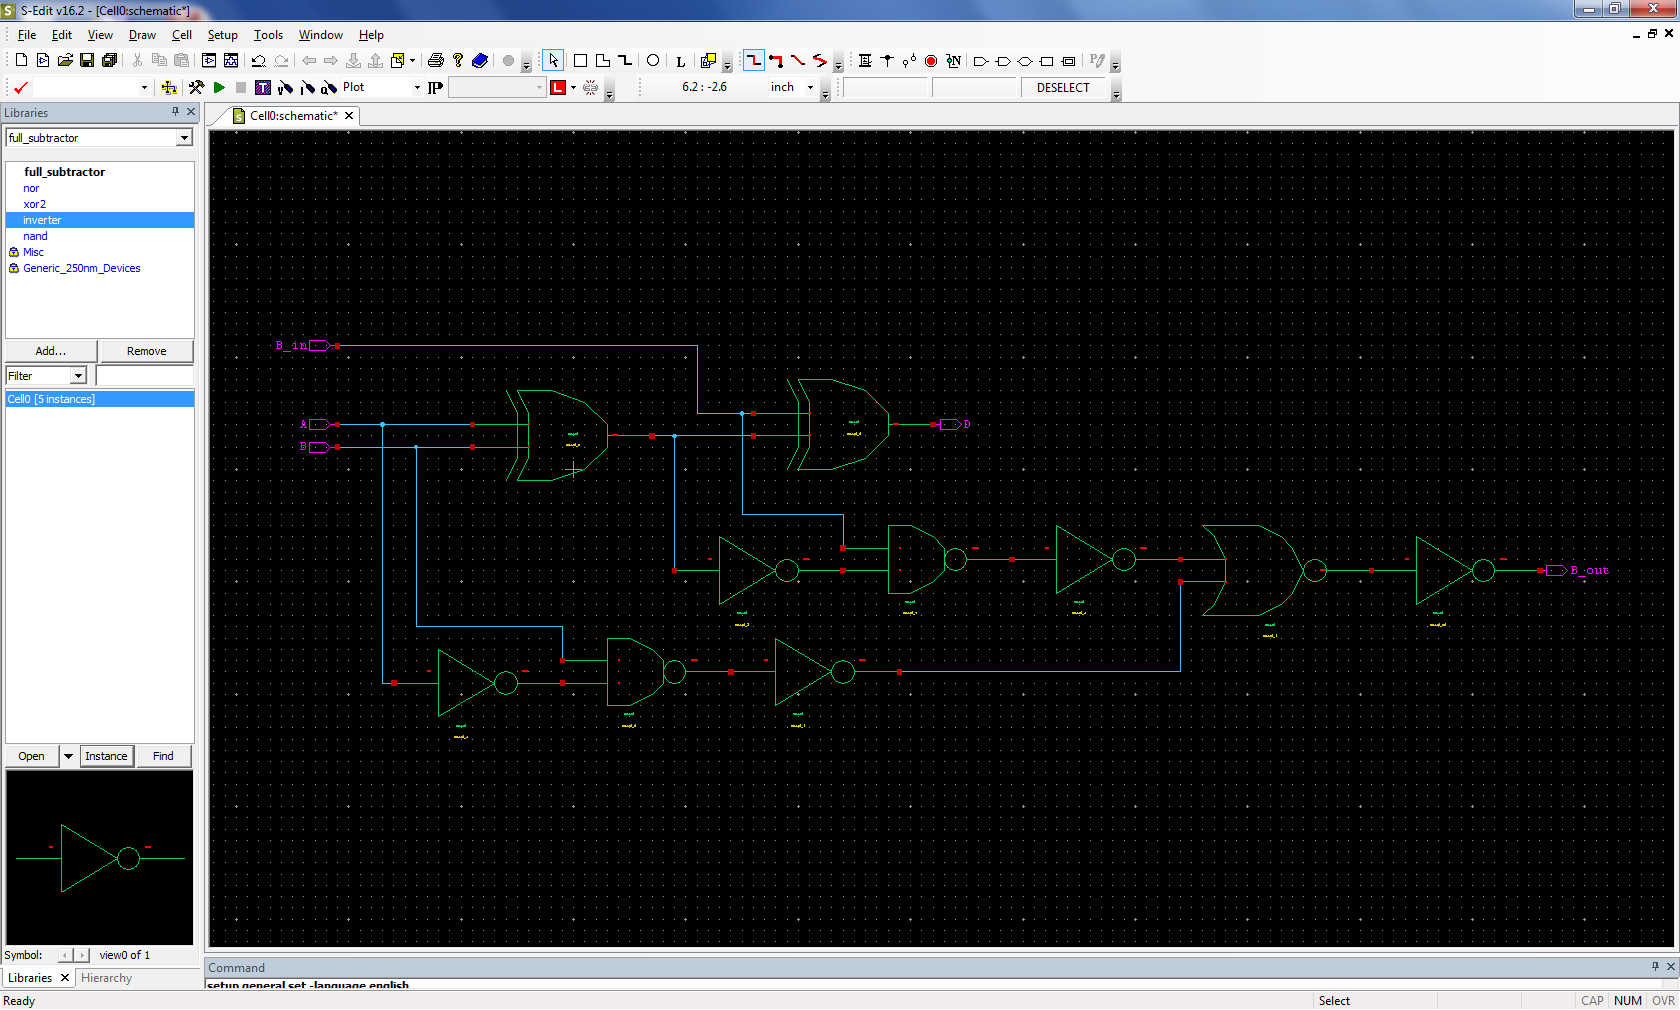 S-Edit v16.2 - [Cell0:schematic*]
File Edit View Draw Cell Setup Tools Window Help
Plot
6.2 : -2.6
inch
DESELECT
Libraries
Cell0:schematic*
full_subtractor
full_subtractor
nor
xor2
inverter
nand
Misc
Generic_250nm_Devices
Add... Remove
Filter
Cell0 [5 instances]
B_in
A
B
D
B_out
Open Instance Find
Symbol: view0 of 1
Libraries Hierarchy
Command
setup general set -language english
Ready
Select
CAP NUM OVR